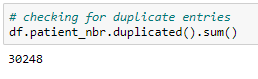 # checking for duplicate entries
df.patient_nbr.duplicated().sum()
30248